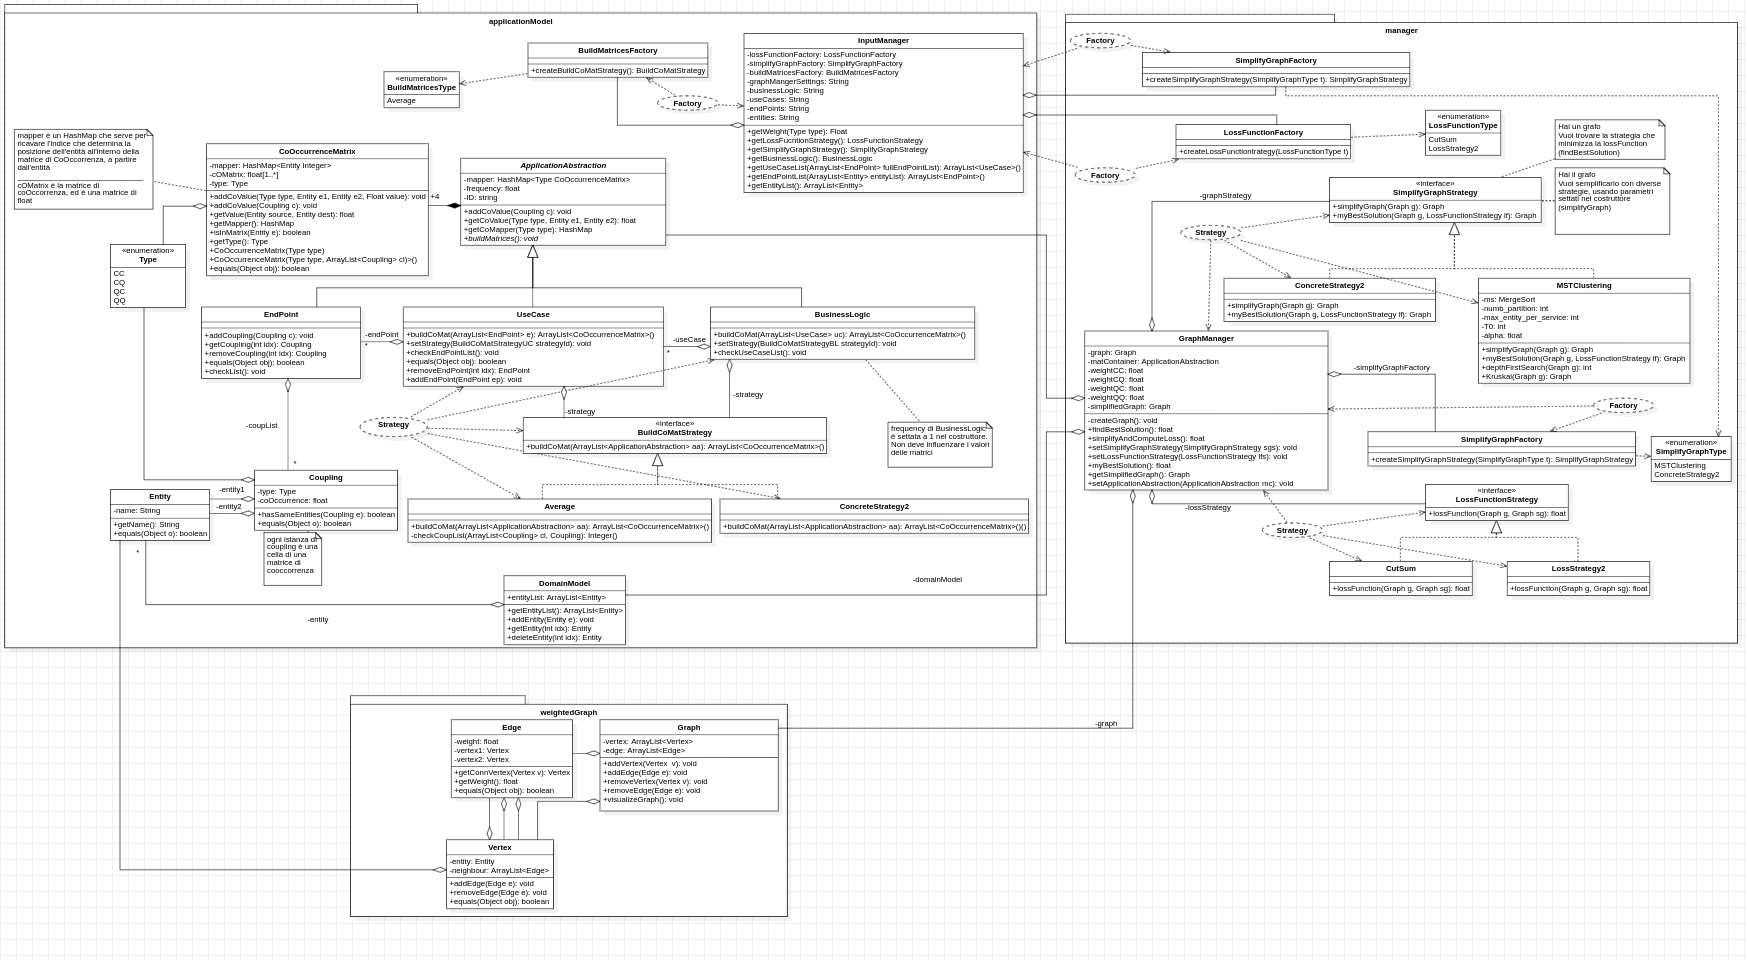 applicationModel
BuildMatricesFactory
+createBuildCoMatStrategy(): BuildCoMatStrategy
«enumeration»
BuildMatricesType
Average
Factory
InputManager
-lossFunctionFactory: LossFunctionFactory
-simplifyGraphFactory: SimplifyGraphFactory
-buildMatricesFactory: BuildMatricesFactory
-graphMangerSettings: String
-businessLogic: String
-useCases: String
-endPoints: String
-entities: String
+getWeight(Type type): Float
+getLossFucnitionStrategy(): LossFunctionStrategy
+getSimplifyGraphStrategy(): SimplifyGraphStrategy
+getBusinessLogic(): BusinessLogic
+getUseCaseList(ArrayList<EndPoint> fullEndPointList): ArrayList<UseCase>()
+getEndPointList(ArrayList<Entity> entityList): ArrayList<EndPoint>()
+getEntityList(): ArrayList<Entity>
mapper è un HashMap che serve per
ricavare l'indice che determina la
posizione dell'entità all'interno della
matrice di CoOccorrenza, a partire
dall'entità
cOMatrix è la matrice di
coOccorrenza, ed è una matrice di
float
CoOccurrenceMatrix
-mapper: HashMap<Entity Integer>
-cOMatrix: float[1..*]
-type: Type
+addCoValue(Type type, Entity e1, Entity e2, Float value): void
+addCoValue(Coupling c): void
+getValue(Entity source, Entity dest): float
+getMapper(): HashMap
+isInMatrix(Entity e): boolean
+getType(): Type
+CoOccurrenceMatrix(Type type)
+CoOccurrenceMatrix(Type type, ArrayList<Coupling> cl)>()
+equals(Object obj): boolean
+4
ApplicationAbstraction
-mapper: HashMap<Type CoOccurrenceMatrix>
-frequency: float
-ID: string
+addCoValue(Coupling c): void
+getCoValue(Type type, Entity e1, Entity e2): float
+getCoMapper(Type type): HashMap
+buildMatrices(): void
«enumeration»
Type
CC
CQ
QC
QQ
EndPoint
+addCoupling(Coupling c): void
+getCoupling(int idx): Coupling
+removeCoupling(int idx): Coupling
+equals(Object obj): boolean
+checkList(): void
-endPoint
*
UseCase
+buildCoMat(ArrayList<EndPoint> e): ArrayList<CoOccurrenceMatrix>()
+setStrategy(BuildCoMatStrategyUC strategyId): void
+checkEndPointList(): void
+equals(Object obj): boolean
+removeEndPoint(int idx): EndPoint
+addEndPoint(EndPoint ep): void
-useCase
*
BusinessLogic
+buildCoMat(ArrayList<UseCase> uc): ArrayList<CoOccurrenceMatrix>()
+setStrategy(BuildCoMatStrategyBL strategyId): void
+checkUseCaseList(): void
-strategy
-strategy
Strategy
«interface»
BuildCoMatStrategy
+buildCoMat(ArrayList<ApplicationAbstraction> aa): ArrayList<CoOccurrenceMatrix>()
frequency di BusinessLogic
è settata a 1 nel costruttore.
Non deve influenzare i valori
delle matrici
-coupList
*
Coupling
-type: Type
-coOccurrence: float
+hasSameEntities(Coupling e): boolean
+equals(Object o): boolean
-entity1
-entity2
Entity
-name: String
+getName(): String
+equals(Object o): boolean
*
ogni istanza di
coupling è una
cella di una
matrice di
cooccorrenza
Average
+buildCoMat(ArrayList<ApplicationAbstraction> aa): ArrayList<CoOccurrenceMatrix>()
-checkCoupList(ArrayList<Coupling> cl, Coupling): Integer()
ConcreteStrategy2
+buildCoMat(ArrayList<ApplicationAbstraction> aa): ArrayList<CoOccurrenceMatrix>()()
DomainModel
+entityList: ArrayList<Entity>
+getEntityList(): ArrayList<Entity>
+addEntity(Entity e): void
+getEntity(int idx): Entity
+deleteEntity(int idx): Entity
-domainModel
-entity
manager
Factory
SimplifyGraphFactory
+createSimplifyGraphStrategy(SimplifyGraphType t): SimplifyGraphStrategy
LossFunctionFactory
+createLossFunctiontrategy(LossFunctionType t)
«enumeration»
LossFunctionType
CutSum
LossStrategy2
Factory
Hai un grafo
Vuoi trovare la strategia che
minimizza la lossFunction
(findBestSolution)
Hai il grafo
Vuoi semplificarlo con diverse
strategie, usando parametri
settati nel costruttore
(simplifyGraph)
«interface»
SimplifyGraphStrategy
+simplifyGraph(Graph g): Graph
+myBestSolution(Graph g, LossFunctionStrategy lf): Graph
-graphStrategy
Strategy
ConcreteStrategy2
+simplifyGraph(Graph g): Graph
+myBestSolution(Graph g, LossFunctionStrategy lf): Graph
MSTClustering
-ms: MergeSort
-numb_partition: int
-max_entity_per_service: int
-T0: int
-alpha: float
+simplifyGraph(Graph g): Graph
+myBestSolution(Graph g, LossFunctionStrategy lf): Graph
+depthFirstSearch(Graph g): int
+Kruskal(Graph g): Graph
GraphManager
-graph: Graph
-matContainer: ApplicationAbstraction
-weightCC: float
-weightCQ: float
-weightQC: float
-weightQQ: float
-simplifiedGraph: Graph
+createGraph(): void
+findBestSolution(): float
+simplifyAndComputeLoss(): float
+setSimplifyGraphStrategy(SimplifyGraphStrategy sgs): void
+setLossFunctionStrategy(LossFunctionStrategy lfs): void
+myBestSolution(): float
+getSimplifiedGraph(): Graph
+setApplicationAbstraction(ApplicationAbstraction mc): void
-simplifyGraphFactory
Factory
SimplifyGraphFactory
+createSimplifyGraphStrategy(SimplifyGraphType t): SimplifyGraphStrategy
«enumeration»
SimplifyGraphType
MSTClustering
ConcreteStrategy2
-lossStrategy
«interface»
LossFunctionStrategy
+lossFunction(Graph g, Graph sg): float
Strategy
CutSum
+lossFunction(Graph g, Graph sg): float
LossStrategy2
+lossFunction(Graph g, Graph sg): float
-graph
weightedGraph
Edge
-weight: float
-vertex1: Vertex
-vertex2: Vertex
+getConnVertex(Vertex v): Vertex
+getWeight(): float
+equals(Object obj): boolean
Graph
-vertex: ArrayList<Vertex>
-edge: ArrayList<Edge>
+addVertex(Vertex v): void
+addEdge(Edge e): void
+removeVertex(Vertex v): void
+removeEdge(Edge e): void
+visualizeGraph(): void
Vertex
-entity: Entity
-neighbour: ArrayList<Edge>
+addEdge(Edge e): void
+removeEdge(Edge e): void
+equals(Object obj): boolean